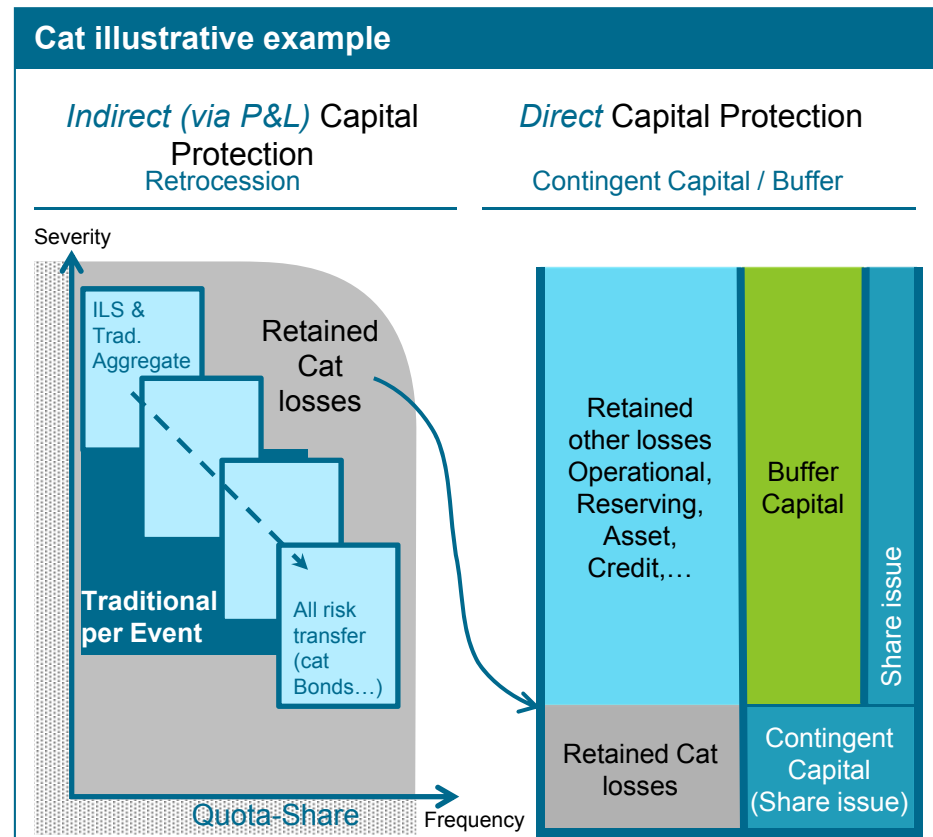 Cat illustrative example
Indirect (via P&L) Capital
Protection
Retrocession
Direct Capital Protection
Contingent Capital / Buffer
Severity
ILS &
Trad.
Aggregate
Retained
Cat
losses
Traditional
per Event
All risk
transfer
(cat
Bonds…)
Quota-Share
Frequency
Retained
other losses
Operational,
Reserving,
Asset,
Credit,…
Buffer
Capital
Share issue
Retained Cat
losses
Contingent
Capital
(Share issue)